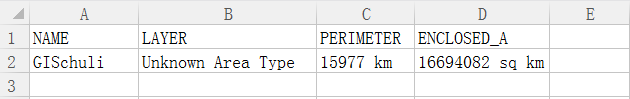 A B C D E
1 NAME LAYER PERIMETER ENCLOSED_A
2 GISchuli Unknown Area Type 15977 km 16694082 sq km
3